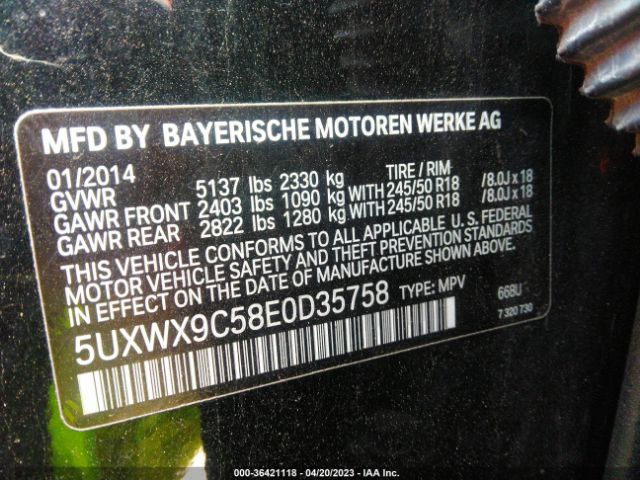 MFD BY BAYERISCHE MOTOREN WERKE AG
01/2014 TIRE / RIM
GVWR 5137 lbs 2330 kg
GAWR FRONT 2403 lbs 1090 kg WITH 245/50 R18 /8.0J x 18
GAWR REAR 2822 lbs 1280 kg WITH 245/50 R18 /8.0J x 18
THIS VEHICLE CONFORMS TO ALL APPLICABLE U. S. FEDERAL
MOTOR VEHICLE SAFETY AND THEFT PREVENTION STANDARDS
IN EFFECT ON THE DATE OF MANUFACTURE SHOWN ABOVE.
5UXWX9C58E0D35758 TYPE: MPV 668U
7 320 730
000-36421118 - 04/20/2023 - IAA Inc.